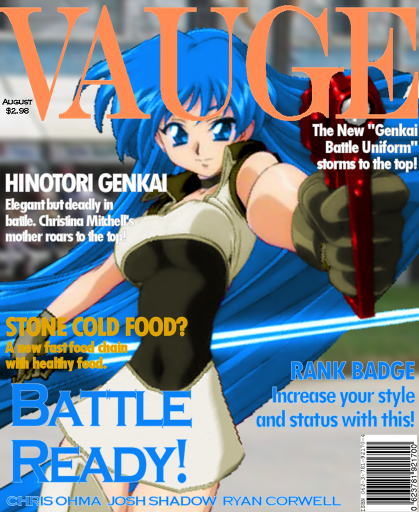 VAUGE
August
$2.98
The New "Genkai
Battle Uniform"
storms to the top!
HINOTORI GENKAI
Elegant but deadly in
battle. Christina Mitchell's
mother roars to the top!
STONE COLD FOOD?
A new fast food chain
with healthy food.
RANK BADGE
Increase your style
and status with this!
BATTLE
READY!
CHRIS OHMA JOSH SHADOW RYAN CORWELL